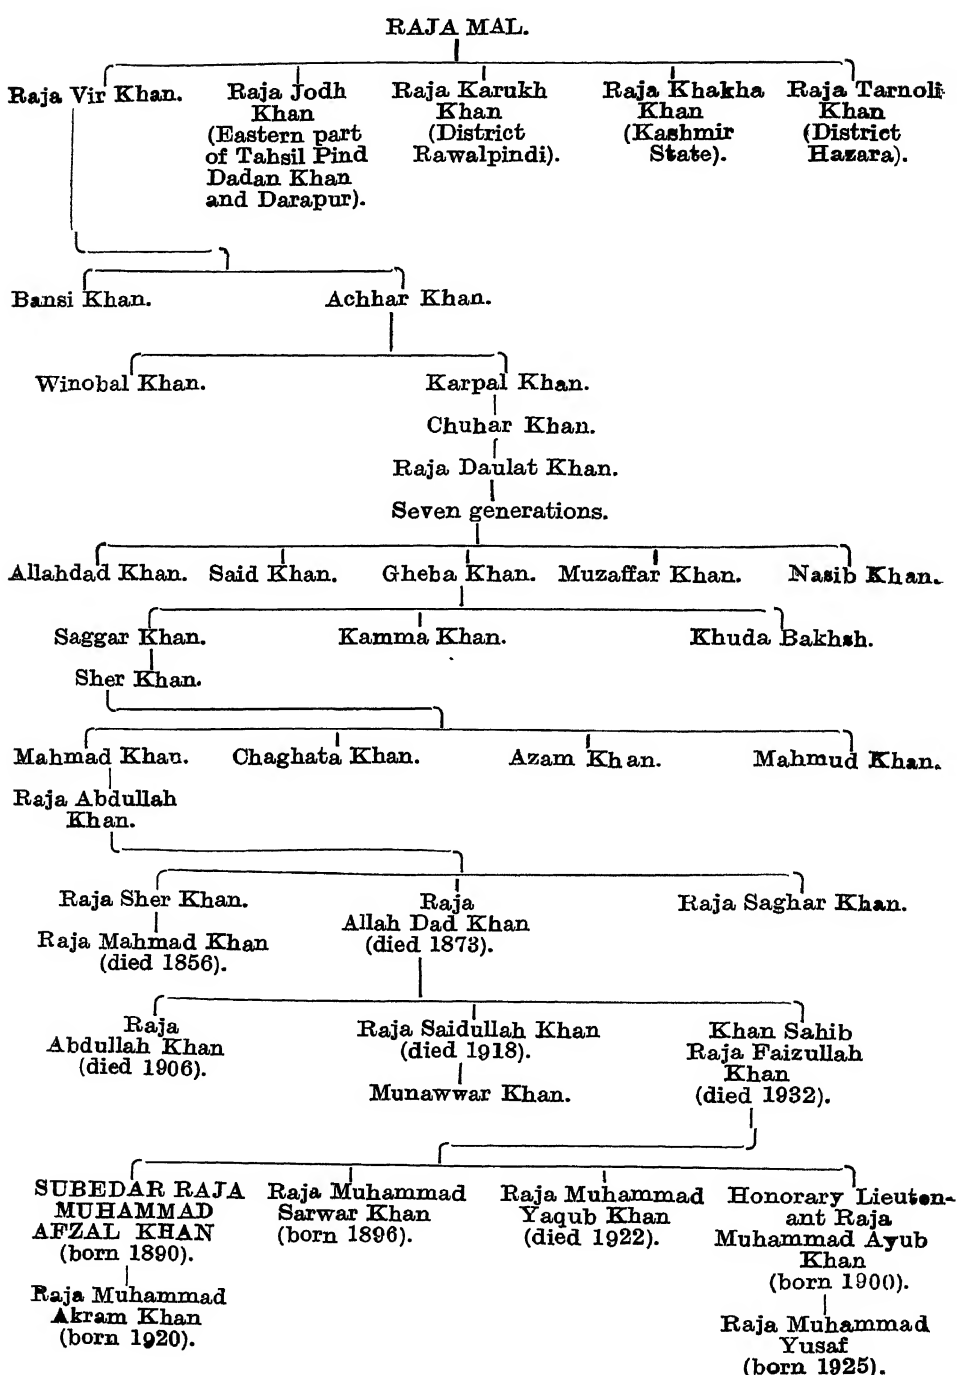 RAJA MAL.
Raja Vir Khan.
Raja Jodh
Khan
(Eastern part
of Tahsil Pind
Dadan Khan
and Darapur).
Raja Karukh
Khan
(District
Rawalpindi).
Raja Khakha
Khan
(Kashmir
State).
Raja Tarnoli
Khan
(District
Hazara).
Bansi Khan.
Achhar Khan.
Winobal Khan.
Karpal Khan.
Chuhar Khan.
Raja Daulat Khan.
Seven generations.
Allahdad Khan.
Said Khan.
Gheba Khan.
Muzaffar Khan.
Nasib Khan.
Saggar Khan.
Kamma Khan.
Khuda Bakhsh.
Sher Khan.
Mahmad Khan.
Chaghata Khan.
Azam Khan.
Mahmud Khan.
Raja Abdullah
Khan.
Raja Sher Khan.
Raja Mahmad Khan
(died 1856).
Raja
Allah Dad Khan
(died 1873).
Raja Saghar Khan.
Raja
Abdullah Khan
(died 1906).
Raja Saidullah Khan
(died 1918).
Munawwar Khan.
Khan Sahib
Raja Faizullah
Khan
(died 1932).
SUBEDAR RAJA
MUHAMMAD
AFZAL KHAN
(born 1890).
Raja Muhammad
Akram Khan
(born 1920).
Raja Muhammad
Sarwar Khan
(born 1896).
Raja Muhammad
Yaqub Khan
(died 1922).
Honorary Lieuten-
ant Raja
Muhammad Ayub
Khan
(born 1900).
Raja Muhammad
Yusaf
(born 1925).